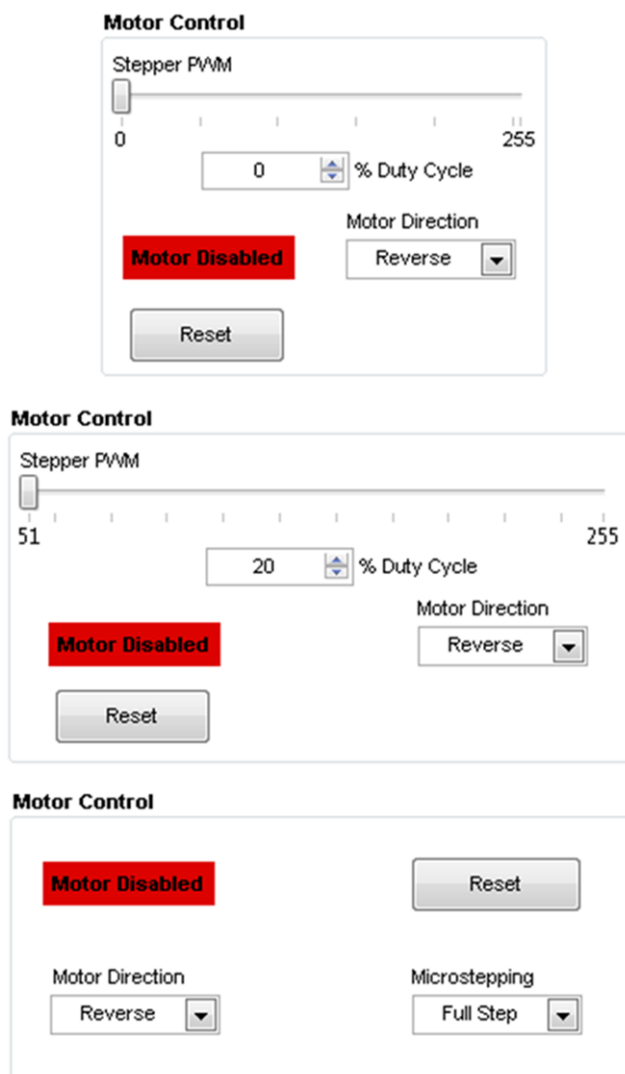 Motor Control
Stepper PWM
0 255
0 % Duty Cycle
Motor Direction
Motor Disabled Reverse
Reset
Motor Control
Stepper PWM
51 255
20 % Duty Cycle
Motor Direction
Motor Disabled Reverse
Reset
Motor Control
Motor Disabled Reset
Motor Direction Microstepping
Reverse Full Step